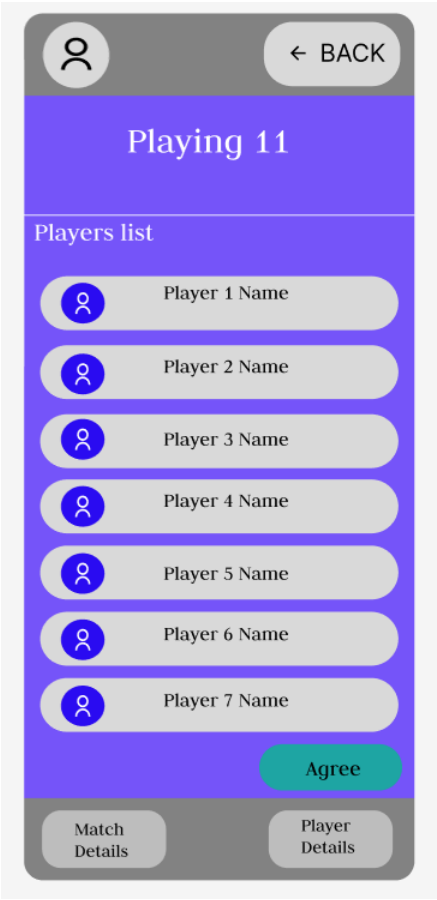 ← BACK
Playing 11
Players list
Player 1 Name
Player 2 Name
Player 3 Name
Player 4 Name
Player 5 Name
Player 6 Name
Player 7 Name
Agree
Match
Details
Player
Details